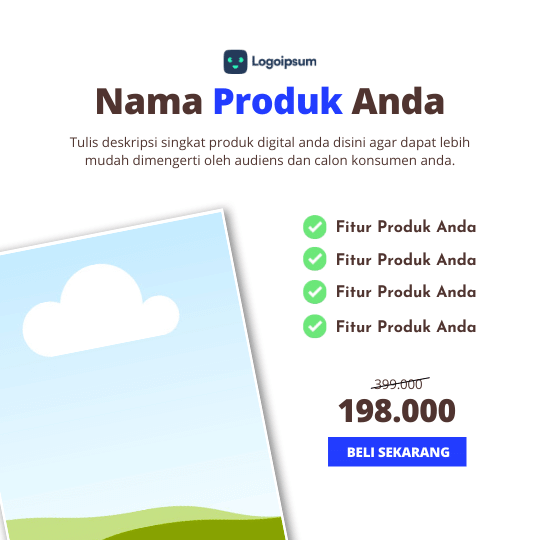 Logoipsum
Nama Produk Anda
Tulis deskripsi singkat produk digital anda disini agar dapat lebih
mudah dimengerti oleh audiens dan calon konsumen anda.
Fitur Produk Anda
Fitur Produk Anda
Fitur Produk Anda
Fitur Produk Anda
399.000
198.000
BELI SEKARANG